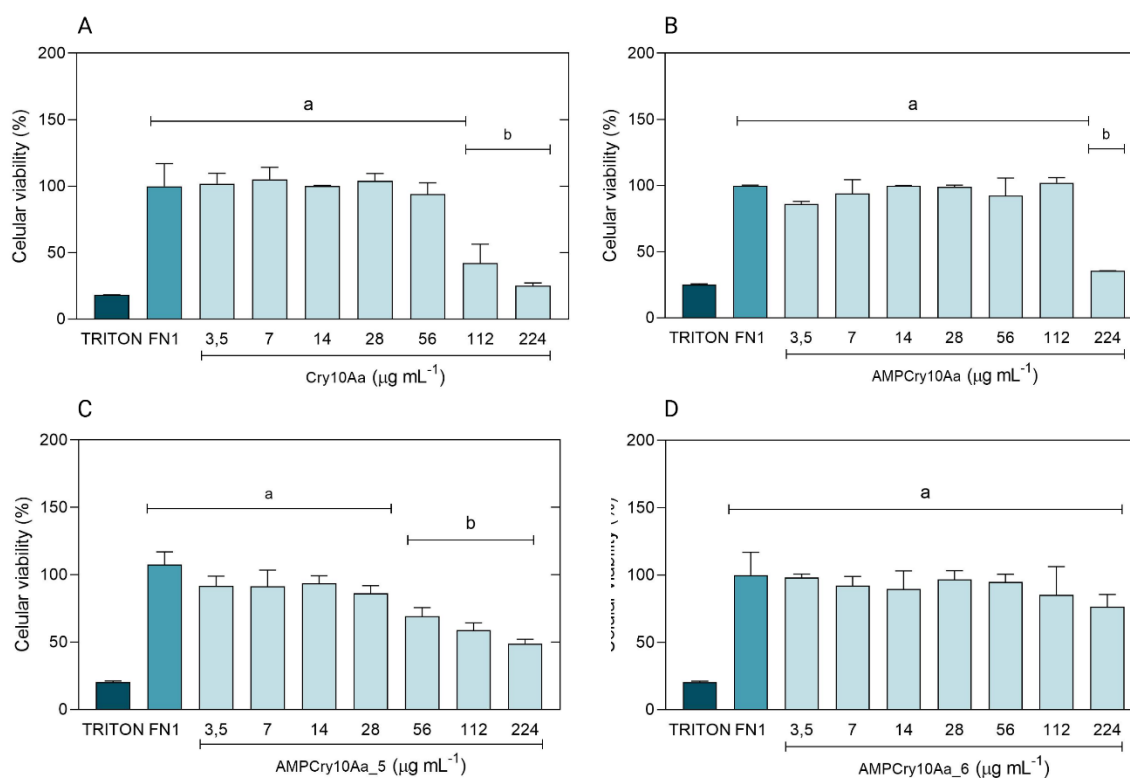 A
200
150
100
50
0
Celular viability (%)
a
b
TRITON FN1 3,5 7 14 28 56 112 224
Cry10Aa (µg mL⁻¹)
B
200
150
100
50
0
Celular viability (%)
a
b
TRITON FN1 3,5 7 14 28 56 112 224
AMPCry10Aa (µg mL⁻¹)
C
200
150
100
50
0
Celular viability (%)
a
b
TRITON FN1 3,5 7 14 28 56 112 224
AMPCry10Aa_5 (µg mL⁻¹)
D
200
150
100
50
0
Celular viability (%)
a
TRITON FN1 3,5 7 14 28 56 112 224
AMPCry10Aa_6 (µg mL⁻¹)